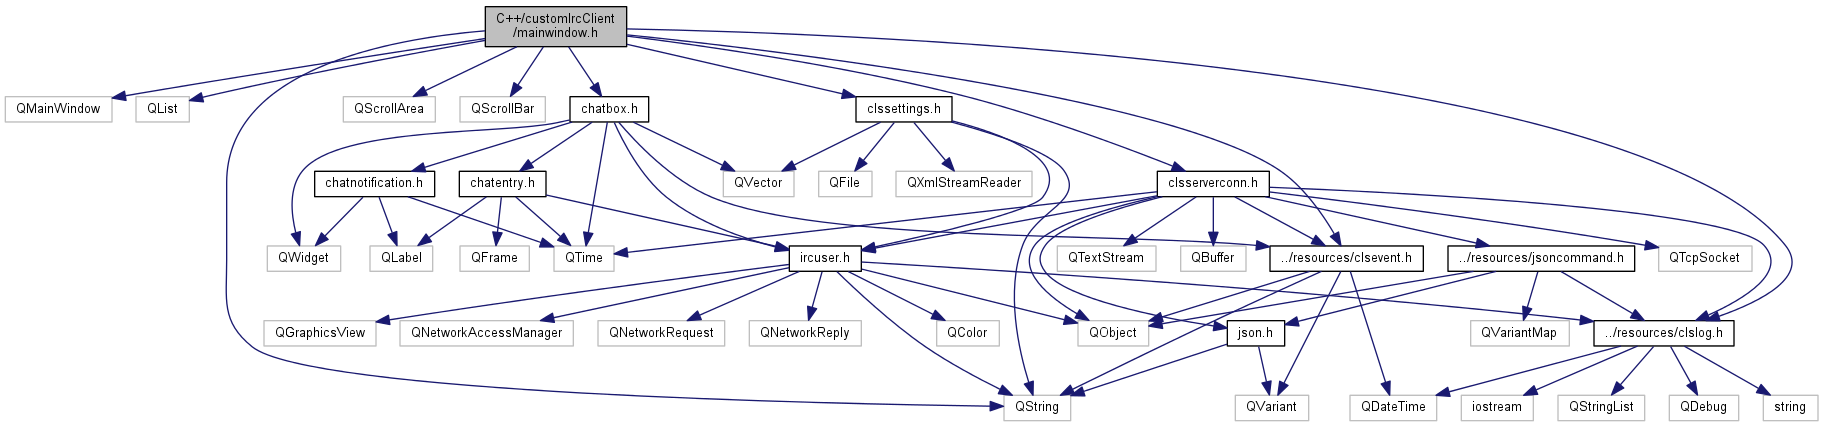 C++/customIrcClient
/mainwindow.h
QMainWindow
QList
QScrollArea
QScrollBar
chatbox.h
clssettings.h
chatnotification.h
chatentry.h
QVector
QFile
QXmlStreamReader
clsserverconn.h
QWidget
QLabel
QFrame
QTime
ircuser.h
QTextStream
QBuffer
../resources/clsevent.h
../resources/jsoncommand.h
QTcpSocket
QGraphicsView
QNetworkAccessManager
QNetworkRequest
QNetworkReply
QColor
QObject
json.h
QVariantMap
../resources/clslog.h
QString
QVariant
QDateTime
iostream
QStringList
QDebug
string